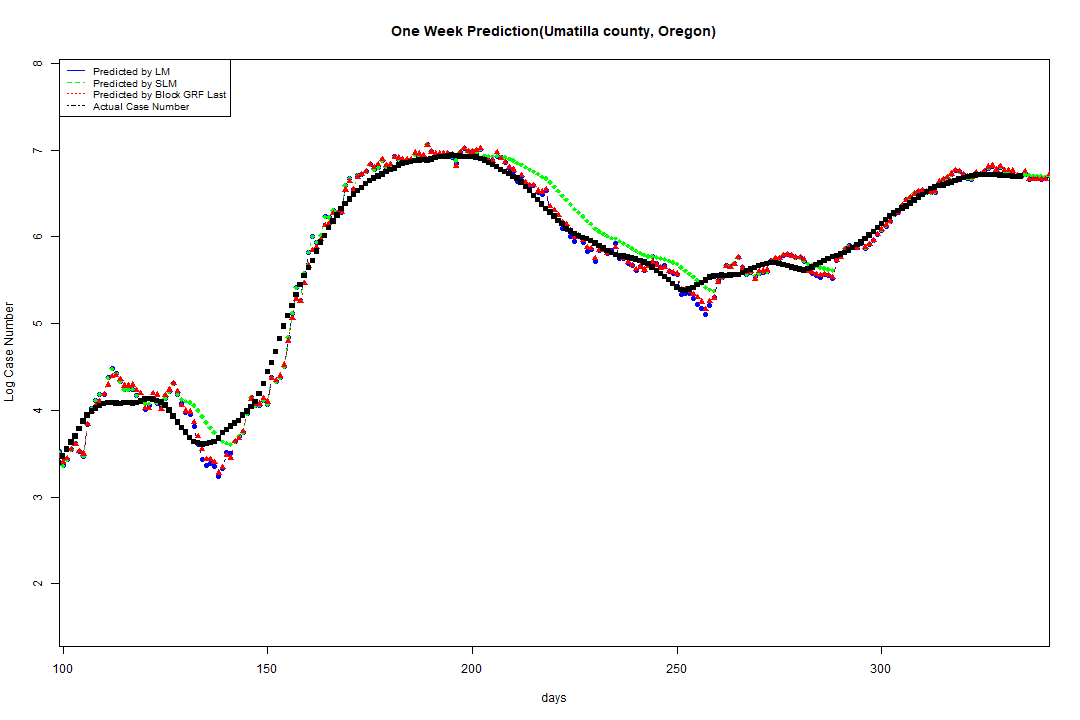 One Week Prediction(Umatilla county, Oregon)
Predicted by LM
Predicted by SLM
Predicted by Block GRF Last
Actual Case Number
8
7
6
5
4
3
2
Log Case Number
100 150 200 250 300
days